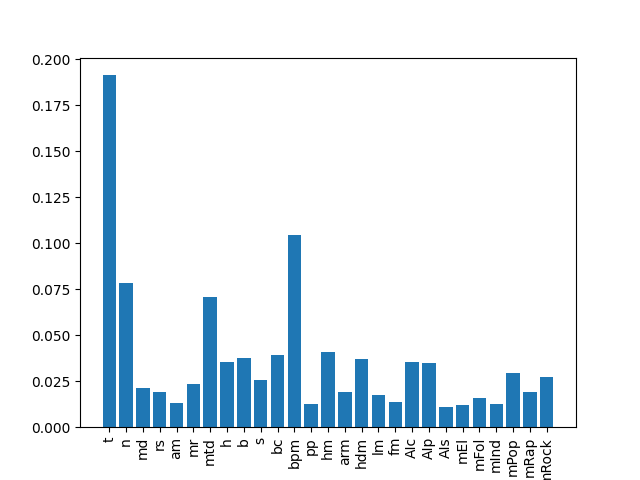 0.200
0.175
0.150
0.125
0.100
0.075
0.050
0.025
0.000
t
n
md
rs
am
mr
mtd
h
b
s
bc
bpm
pp
hm
arm
hdm
lm
fm
Alc
Alp
Als
mEl
mFol
mInd
mPop
mRap
mRock